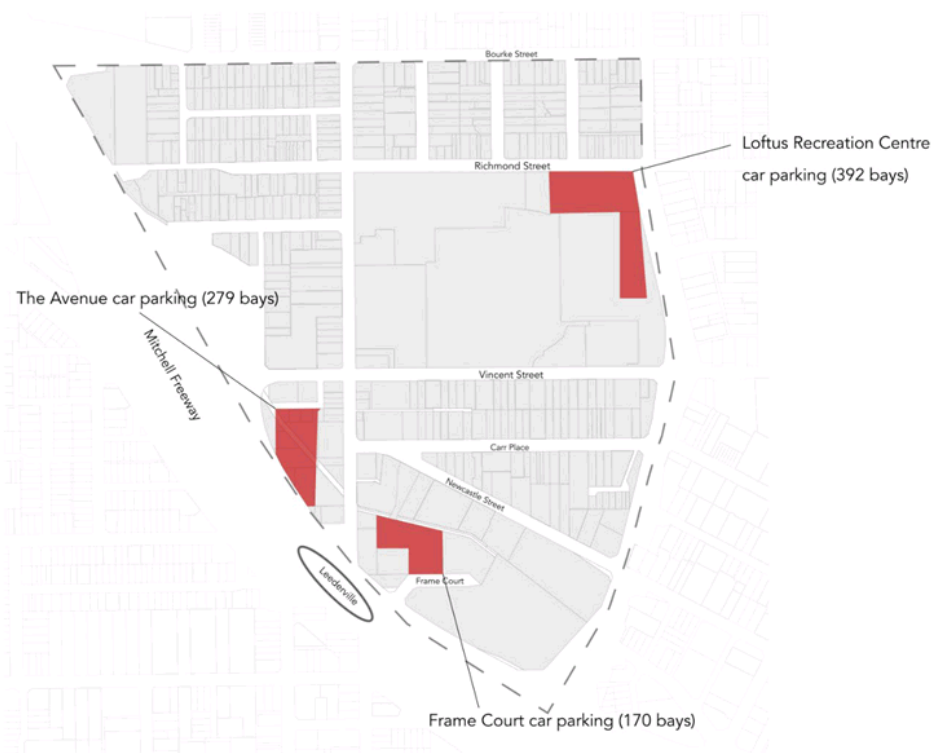 Bourke Street
Loftus Recreation Centre
car parking (392 bays)
Richmond Street
The Avenue car parking (279 bays)
Mitchell Freeway
Vincent Street
Carr Place
Newcastle Street
Leederville
Frame Court
Frame Court car parking (170 bays)